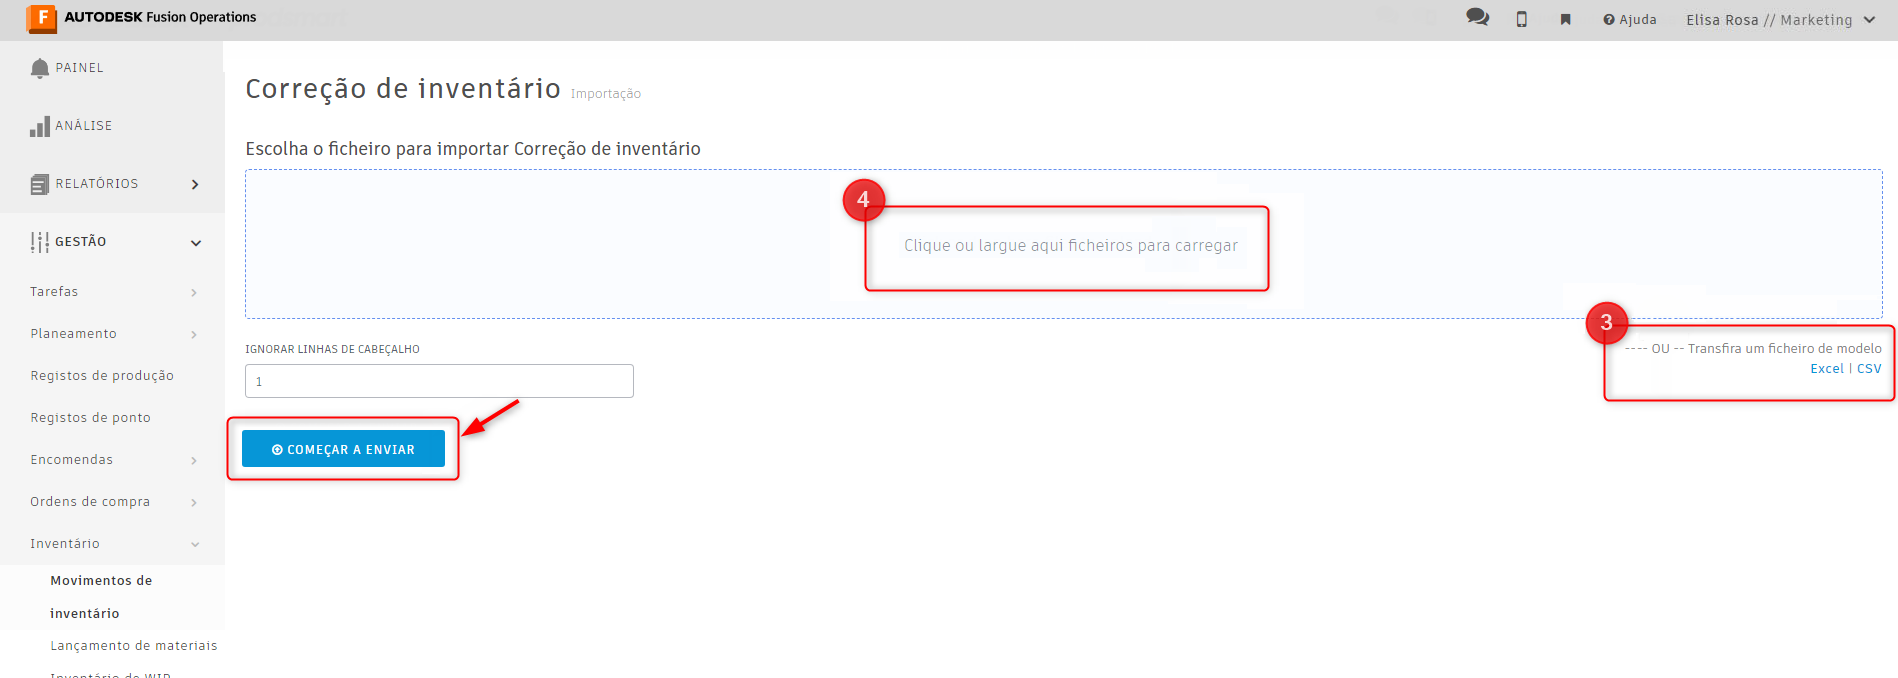 F AUTODESK Fusion Operations
Ajuda
Elisa Rosa // Marketing
PAINEL
ANÁLISE
RELATÓRIOS
GESTÃO
Tarefas
Planeamento
Registos de produção
Registos de ponto
Encomendas
Ordens de compra
Inventário
Movimentos de
inventário
Lançamento de materiais
Inventário de WIP
Correção de inventário Importação
Escolha o ficheiro para importar Correção de inventário
4
Clique ou largue aqui ficheiros para carregar
3
---- OU -- Transfira um ficheiro de modelo
Excel | CSV
IGNORAR LINHAS DE CABEÇALHO
1
COMEÇAR A ENVIAR